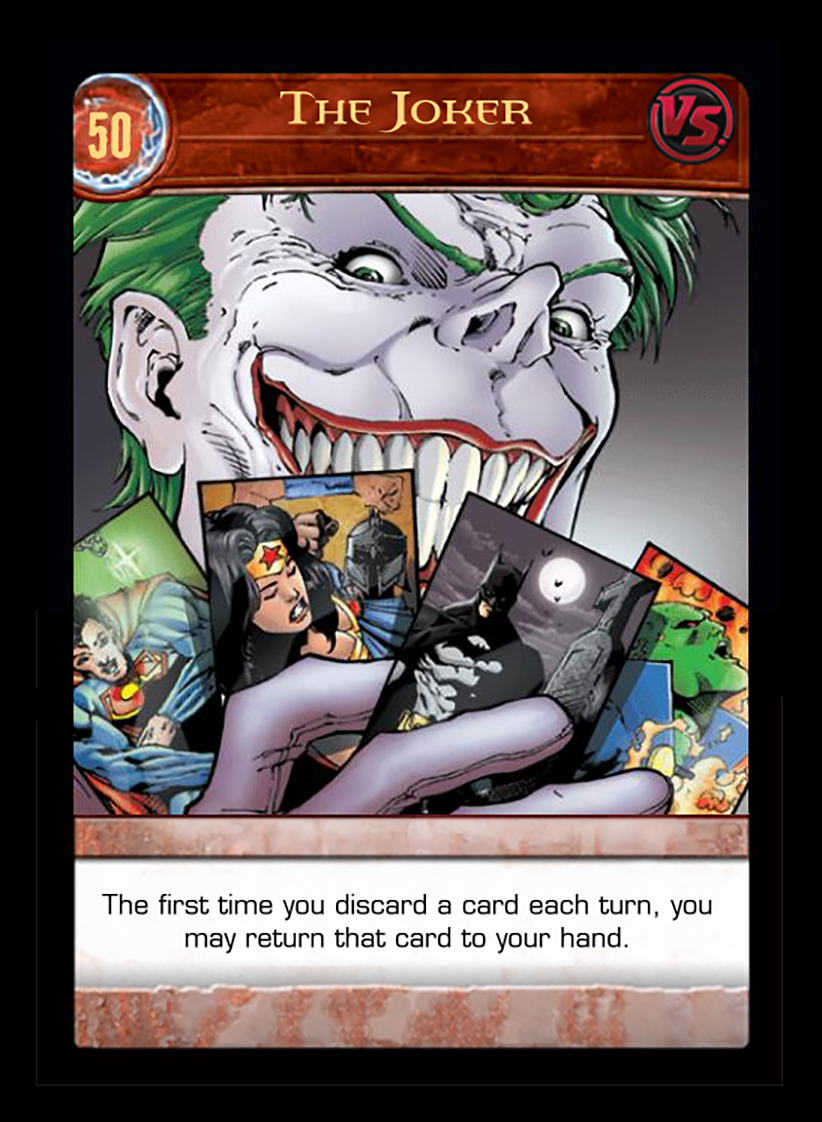 50
The Joker
VS.
The first time you discard a card each turn, you
may return that card to your hand.